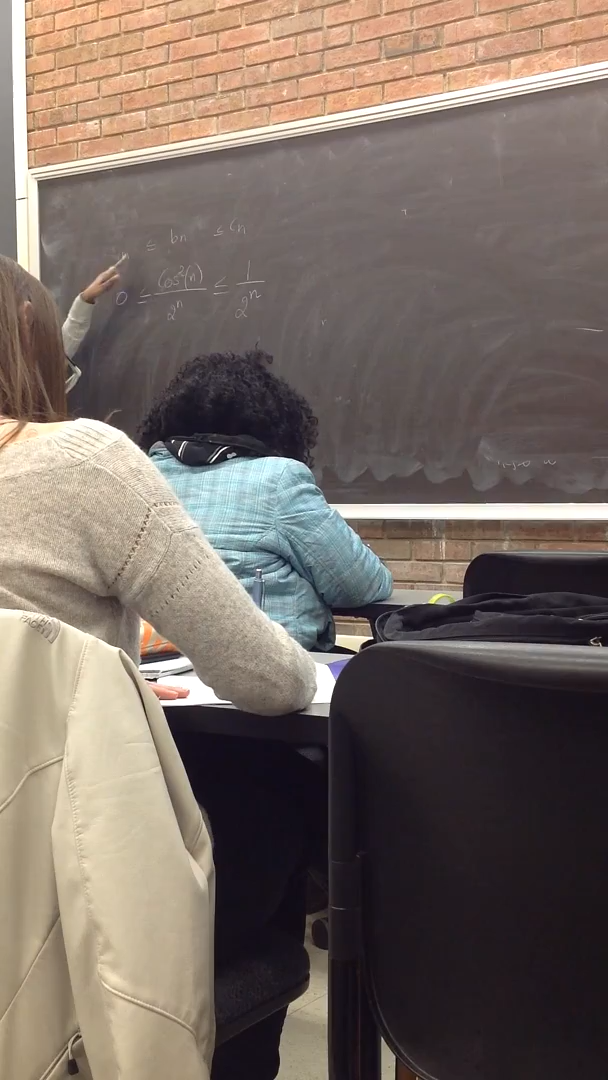 ≤ bn ≤ Cn
0 ≤ cos²(n)/2ⁿ ≤ 1/2ⁿ